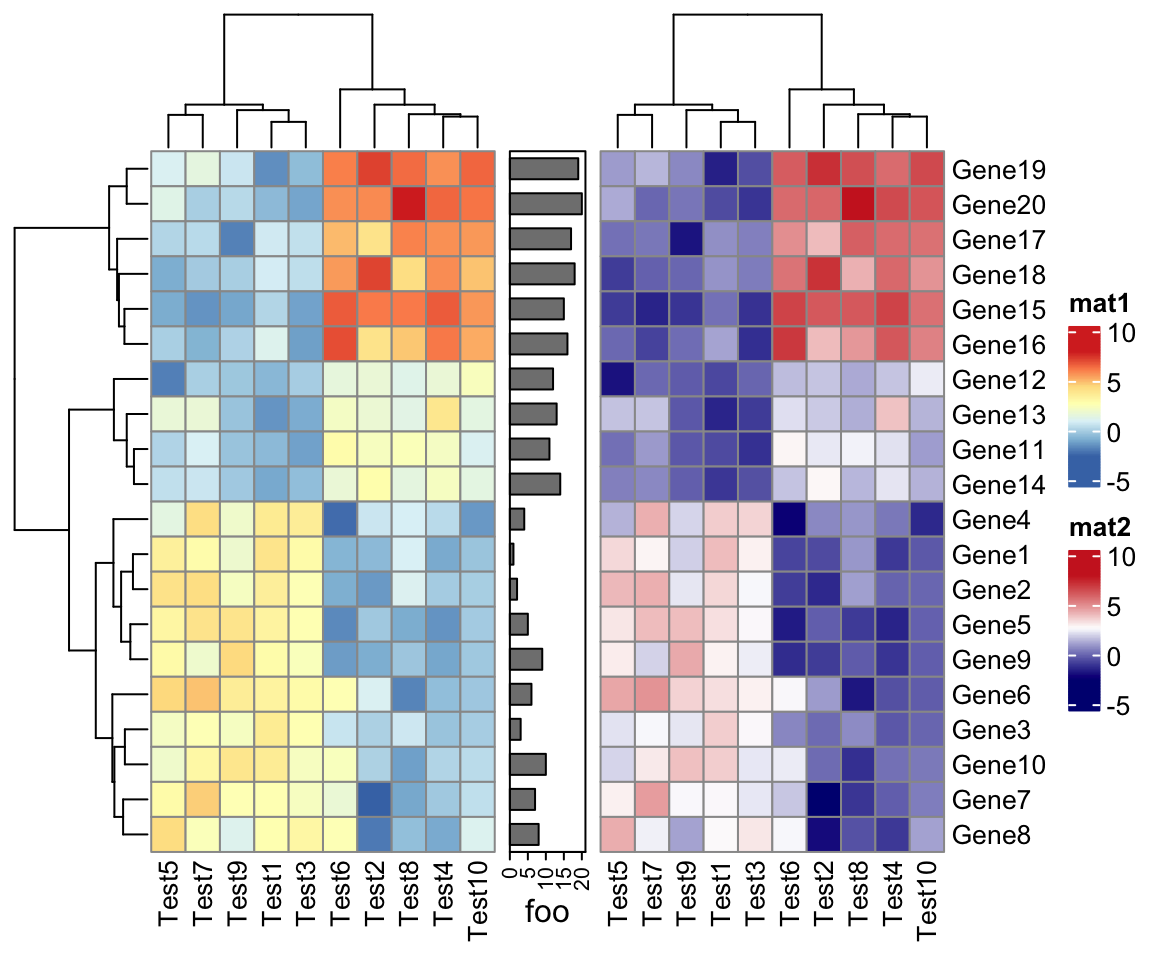 Gene19
Gene20
Gene17
Gene18
Gene15
Gene16
Gene12
Gene13
Gene11
Gene14
Gene4
Gene1
Gene2
Gene5
Gene9
Gene6
Gene3
Gene10
Gene7
Gene8
Test5 Test7 Test9 Test1 Test3 Test6 Test2 Test8 Test4 Test10
0 5 10 15 20
foo
Test5 Test7 Test9 Test1 Test3 Test6 Test2 Test8 Test4 Test10
mat1
10
5
0
-5
mat2
10
5
0
-5